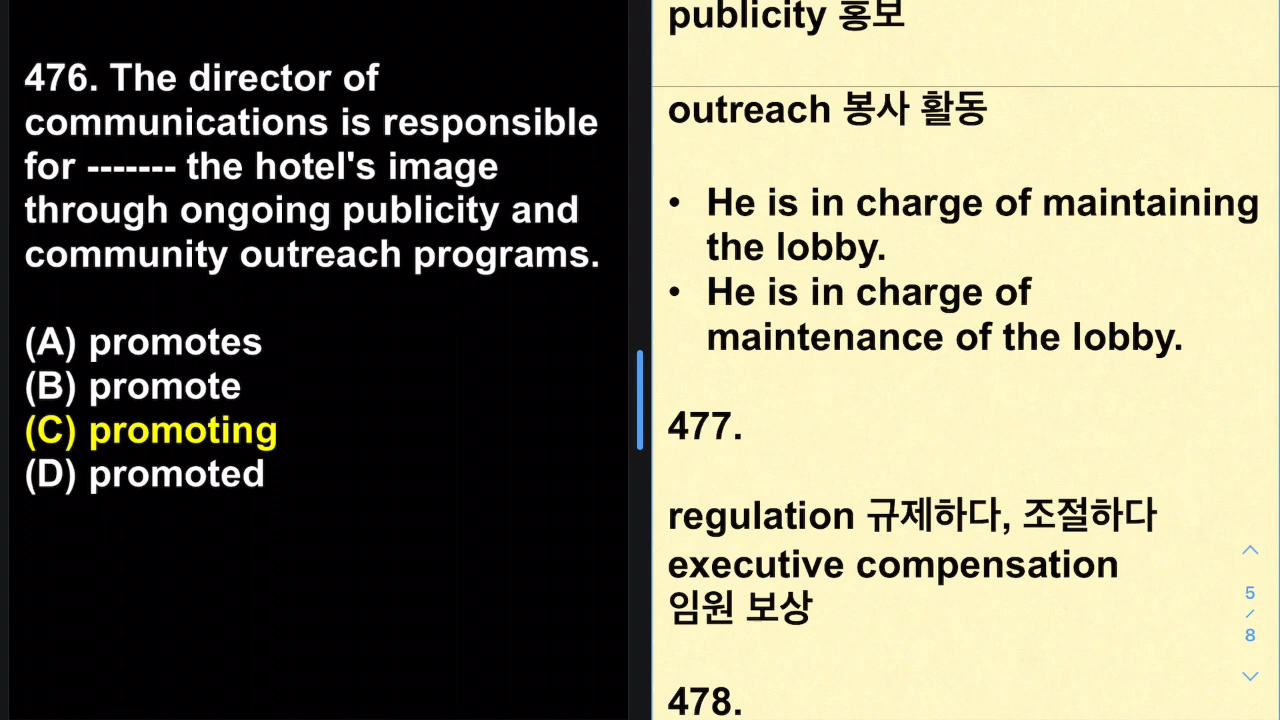 476. The director of
communications is responsible
for ------- the hotel's image
through ongoing publicity and
community outreach programs.
(A) promotes
(B) promote
(C) promoting
(D) promoted
publicity 홍보
outreach 봉사 활동
• He is in charge of maintaining
the lobby.
• He is in charge of
maintenance of the lobby.
477.
regulation 규제하다, 조절하다
executive compensation
임원 보상
478.
5
/
8